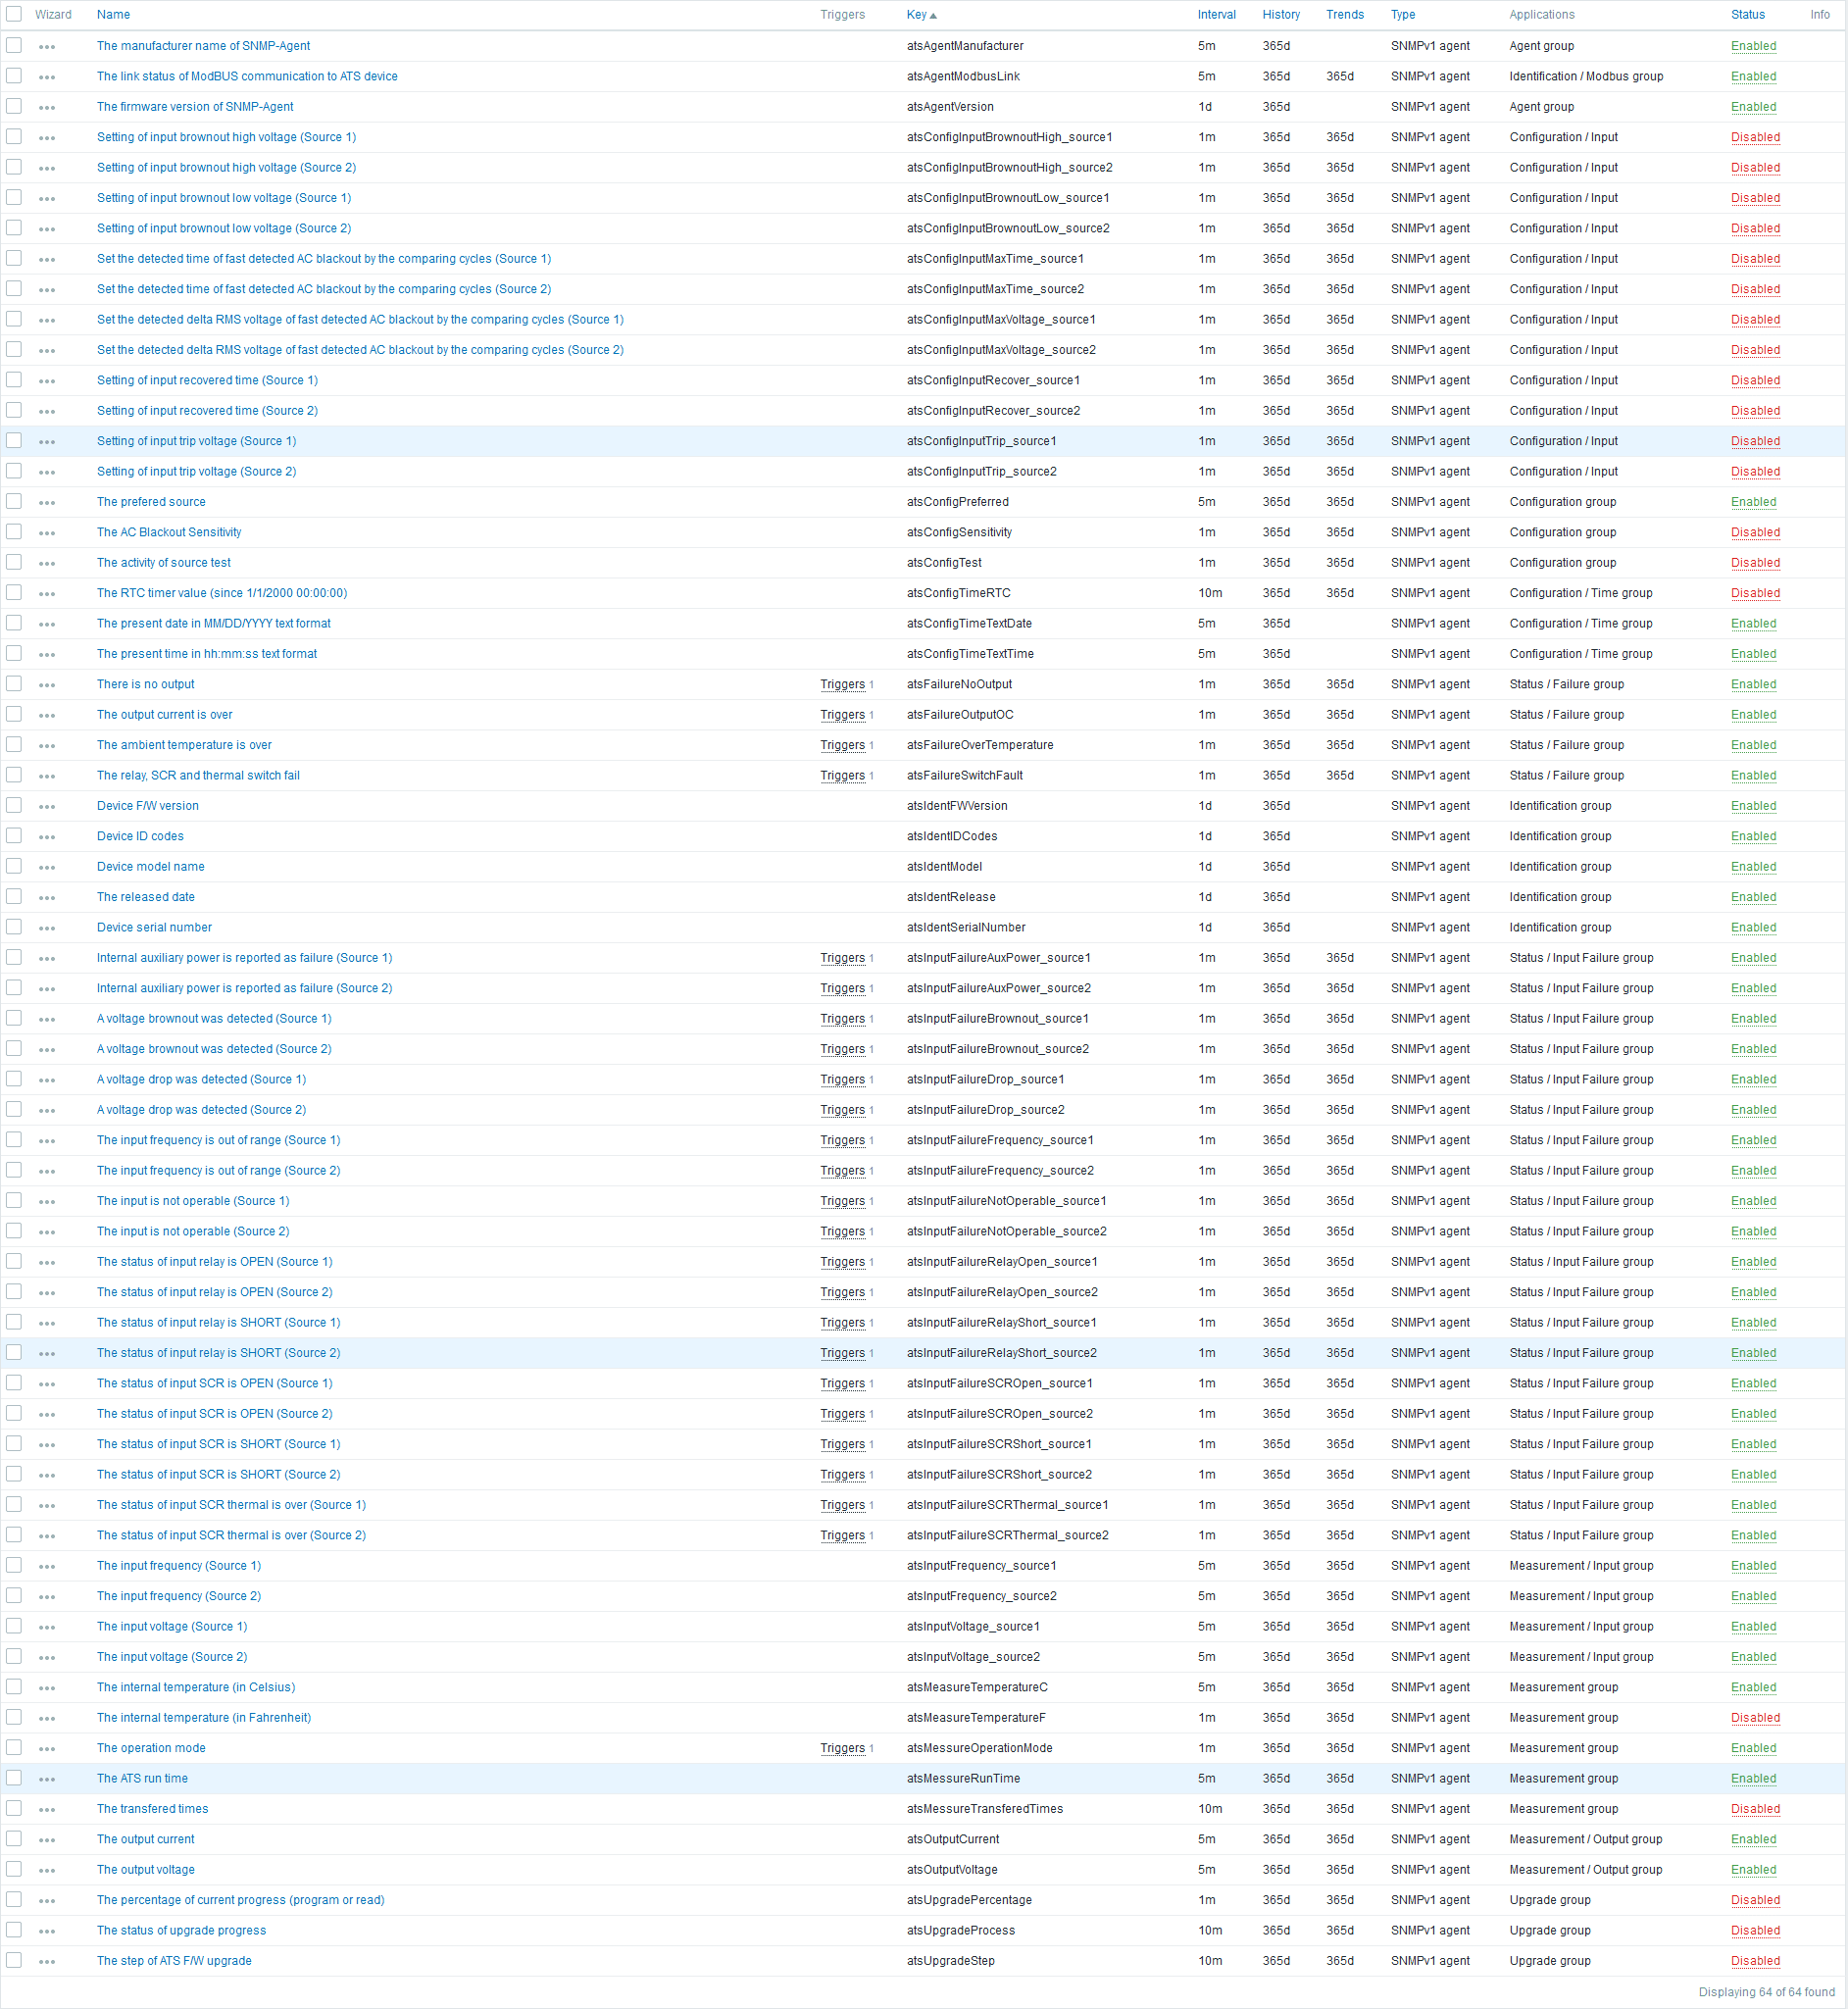 Wizard Name Triggers Key▲ Interval History Trends Type Applications Status Info
••• The manufacturer name of SNMP-Agent atsAgentManufacturer 5m 365d SNMPv1 agent Agent group Enabled
••• The link status of ModBUS communication to ATS device atsAgentModbusLink 5m 365d 365d SNMPv1 agent Identification / Modbus group Enabled
••• The firmware version of SNMP-Agent atsAgentVersion 1d 365d SNMPv1 agent Agent group Enabled
••• Setting of input brownout high voltage (Source 1) atsConfigInputBrownoutHigh_source1 1m 365d 365d SNMPv1 agent Configuration / Input Disabled
••• Setting of input brownout high voltage (Source 2) atsConfigInputBrownoutHigh_source2 1m 365d 365d SNMPv1 agent Configuration / Input Disabled
••• Setting of input brownout low voltage (Source 1) atsConfigInputBrownoutLow_source1 1m 365d 365d SNMPv1 agent Configuration / Input Disabled
••• Setting of input brownout low voltage (Source 2) atsConfigInputBrownoutLow_source2 1m 365d 365d SNMPv1 agent Configuration / Input Disabled
••• Set the detected time of fast detected AC blackout by the comparing cycles (Source 1) atsConfigInputMaxTime_source1 1m 365d 365d SNMPv1 agent Configuration / Input Disabled
••• Set the detected time of fast detected AC blackout by the comparing cycles (Source 2) atsConfigInputMaxTime_source2 1m 365d 365d SNMPv1 agent Configuration / Input Disabled
••• Set the detected delta RMS voltage of fast detected AC blackout by the comparing cycles (Source 1) atsConfigInputMaxVoltage_source1 1m 365d 365d SNMPv1 agent Configuration / Input Disabled
••• Set the detected delta RMS voltage of fast detected AC blackout by the comparing cycles (Source 2) atsConfigInputMaxVoltage_source2 1m 365d 365d SNMPv1 agent Configuration / Input Disabled
••• Setting of input recovered time (Source 1) atsConfigInputRecover_source1 1m 365d 365d SNMPv1 agent Configuration / Input Disabled
••• Setting of input recovered time (Source 2) atsConfigInputRecover_source2 1m 365d 365d SNMPv1 agent Configuration / Input Disabled
••• Setting of input trip voltage (Source 1) atsConfigInputTrip_source1 1m 365d 365d SNMPv1 agent Configuration / Input Disabled
••• Setting of input trip voltage (Source 2) atsConfigInputTrip_source2 1m 365d 365d SNMPv1 agent Configuration / Input Disabled
••• The prefered source atsConfigPreferred 5m 365d 365d SNMPv1 agent Configuration group Enabled
••• The AC Blackout Sensitivity atsConfigSensitivity 1m 365d 365d SNMPv1 agent Configuration group Disabled
••• The activity of source test atsConfigTest 1m 365d 365d SNMPv1 agent Configuration group Disabled
••• The RTC timer value (since 1/1/2000 00:00:00) atsConfigTimeRTC 10m 365d 365d SNMPv1 agent Configuration / Time group Disabled
••• The present date in MM/DD/YYYY text format atsConfigTimeTextDate 5m 365d SNMPv1 agent Configuration / Time group Enabled
••• The present time in hh:mm:ss text format atsConfigTimeTextTime 5m 365d SNMPv1 agent Configuration / Time group Enabled
••• There is no output Triggers 1 atsFailureNoOutput 1m 365d 365d SNMPv1 agent Status / Failure group Enabled
••• The output current is over Triggers 1 atsFailureOutputOC 1m 365d 365d SNMPv1 agent Status / Failure group Enabled
••• The ambient temperature is over Triggers 1 atsFailureOverTemperature 1m 365d 365d SNMPv1 agent Status / Failure group Enabled
••• The relay, SCR and thermal switch fail Triggers 1 atsFailureSwitchFault 1m 365d 365d SNMPv1 agent Status / Failure group Enabled
••• Device F/W version atsIdentFWVersion 1d 365d SNMPv1 agent Identification group Enabled
••• Device ID codes atsIdentIDCodes 1d 365d SNMPv1 agent Identification group Enabled
••• Device model name atsIdentModel 1d 365d SNMPv1 agent Identification group Enabled
••• The released date atsIdentRelease 1d 365d SNMPv1 agent Identification group Enabled
••• Device serial number atsIdentSerialNumber 1d 365d SNMPv1 agent Identification group Enabled
••• Internal auxiliary power is reported as failure (Source 1) Triggers 1 atsInputFailureAuxPower_source1 1m 365d 365d SNMPv1 agent Status / Input Failure group Enabled
••• Internal auxiliary power is reported as failure (Source 2) Triggers 1 atsInputFailureAuxPower_source2 1m 365d 365d SNMPv1 agent Status / Input Failure group Enabled
••• A voltage brownout was detected (Source 1) Triggers 1 atsInputFailureBrownout_source1 1m 365d 365d SNMPv1 agent Status / Input Failure group Enabled
••• A voltage brownout was detected (Source 2) Triggers 1 atsInputFailureBrownout_source2 1m 365d 365d SNMPv1 agent Status / Input Failure group Enabled
••• A voltage drop was detected (Source 1) Triggers 1 atsInputFailureDrop_source1 1m 365d 365d SNMPv1 agent Status / Input Failure group Enabled
••• A voltage drop was detected (Source 2) Triggers 1 atsInputFailureDrop_source2 1m 365d 365d SNMPv1 agent Status / Input Failure group Enabled
••• The input frequency is out of range (Source 1) Triggers 1 atsInputFailureFrequency_source1 1m 365d 365d SNMPv1 agent Status / Input Failure group Enabled
••• The input frequency is out of range (Source 2) Triggers 1 atsInputFailureFrequency_source2 1m 365d 365d SNMPv1 agent Status / Input Failure group Enabled
••• The input is not operable (Source 1) Triggers 1 atsInputFailureNotOperable_source1 1m 365d 365d SNMPv1 agent Status / Input Failure group Enabled
••• The input is not operable (Source 2) Triggers 1 atsInputFailureNotOperable_source2 1m 365d 365d SNMPv1 agent Status / Input Failure group Enabled
••• The status of input relay is OPEN (Source 1) Triggers 1 atsInputFailureRelayOpen_source1 1m 365d 365d SNMPv1 agent Status / Input Failure group Enabled
••• The status of input relay is OPEN (Source 2) Triggers 1 atsInputFailureRelayOpen_source2 1m 365d 365d SNMPv1 agent Status / Input Failure group Enabled
••• The status of input relay is SHORT (Source 1) Triggers 1 atsInputFailureRelayShort_source1 1m 365d 365d SNMPv1 agent Status / Input Failure group Enabled
••• The status of input relay is SHORT (Source 2) Triggers 1 atsInputFailureRelayShort_source2 1m 365d 365d SNMPv1 agent Status / Input Failure group Enabled
••• The status of input SCR is OPEN (Source 1) Triggers 1 atsInputFailureSCROpen_source1 1m 365d 365d SNMPv1 agent Status / Input Failure group Enabled
••• The status of input SCR is OPEN (Source 2) Triggers 1 atsInputFailureSCROpen_source2 1m 365d 365d SNMPv1 agent Status / Input Failure group Enabled
••• The status of input SCR is SHORT (Source 1) Triggers 1 atsInputFailureSCRShort_source1 1m 365d 365d SNMPv1 agent Status / Input Failure group Enabled
••• The status of input SCR is SHORT (Source 2) Triggers 1 atsInputFailureSCRShort_source2 1m 365d 365d SNMPv1 agent Status / Input Failure group Enabled
••• The status of input SCR thermal is over (Source 1) Triggers 1 atsInputFailureSCRThermal_source1 1m 365d 365d SNMPv1 agent Status / Input Failure group Enabled
••• The status of input SCR thermal is over (Source 2) Triggers 1 atsInputFailureSCRThermal_source2 1m 365d 365d SNMPv1 agent Status / Input Failure group Enabled
••• The input frequency (Source 1) atsInputFrequency_source1 5m 365d 365d SNMPv1 agent Measurement / Input group Enabled
••• The input frequency (Source 2) atsInputFrequency_source2 5m 365d 365d SNMPv1 agent Measurement / Input group Enabled
••• The input voltage (Source 1) atsInputVoltage_source1 5m 365d 365d SNMPv1 agent Measurement / Input group Enabled
••• The input voltage (Source 2) atsInputVoltage_source2 5m 365d 365d SNMPv1 agent Measurement / Input group Enabled
••• The internal temperature (in Celsius) atsMeasureTemperatureC 5m 365d 365d SNMPv1 agent Measurement group Enabled
••• The internal temperature (in Fahrenheit) atsMeasureTemperatureF 1m 365d 365d SNMPv1 agent Measurement group Disabled
••• The operation mode Triggers 1 atsMessureOperationMode 1m 365d 365d SNMPv1 agent Measurement group Enabled
••• The ATS run time atsMessureRunTime 5m 365d 365d SNMPv1 agent Measurement group Enabled
••• The transfered times atsMessureTransferedTimes 10m 365d 365d SNMPv1 agent Measurement group Disabled
••• The output current atsOutputCurrent 5m 365d 365d SNMPv1 agent Measurement / Output group Enabled
••• The output voltage atsOutputVoltage 5m 365d 365d SNMPv1 agent Measurement / Output group Enabled
••• The percentage of current progress (program or read) atsUpgradePercentage 1m 365d 365d SNMPv1 agent Upgrade group Disabled
••• The status of upgrade progress atsUpgradeProcess 10m 365d 365d SNMPv1 agent Upgrade group Disabled
••• The step of ATS F/W upgrade atsUpgradeStep 10m 365d 365d SNMPv1 agent Upgrade group Disabled
Displaying 64 of 64 found